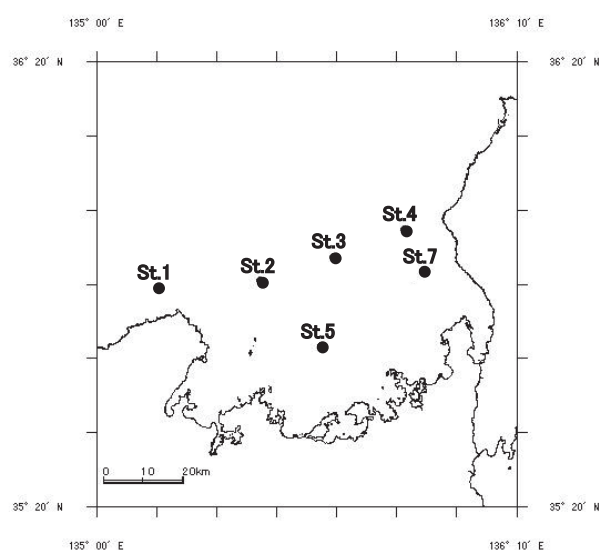 135° 00′ E
136° 10′ E
36° 20′ N
36° 20′ N
St.4
St.3
St.7
St.2
St.1
St.5
0 10 20km
35° 20′ N
35° 20′ N
135° 00′ E
136° 10′ E